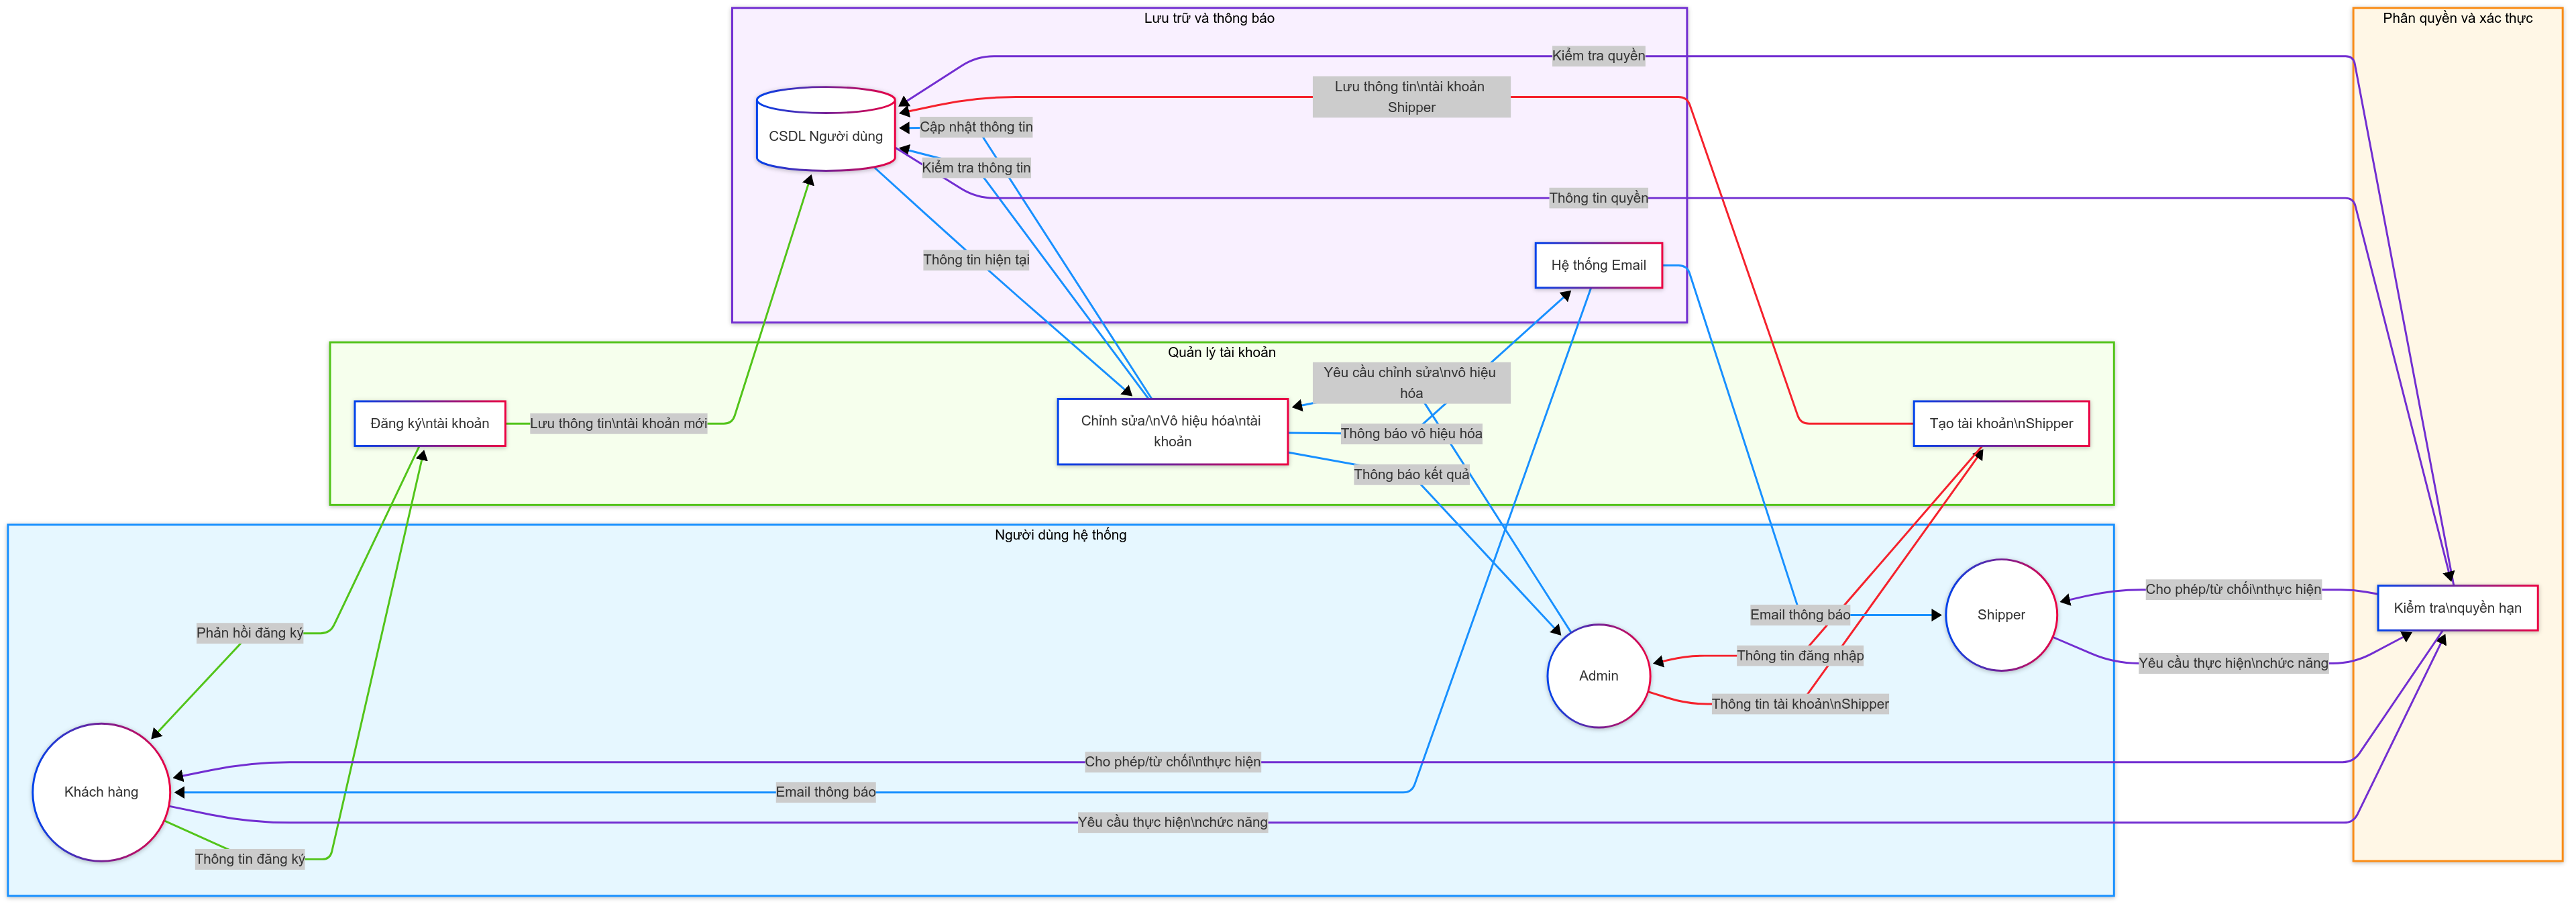 Lưu trữ và thông báo
Phân quyền và xác thực
Kiểm tra quyền
Lưu thông tin\ntài khoản
Shipper
CSDL Người dùng
Cập nhật thông tin
Kiểm tra thông tin
Thông tin quyền
Thông tin hiện tại
Hệ thống Email
Quản lý tài khoản
Yêu cầu chỉnh sửa\nvô hiệu
hóa
Đăng ký\ntài khoản
Lưu thông tin\ntài khoản mới
Chỉnh sửa/\nVô hiệu hóa\ntài
khoản
Thông báo vô hiệu hóa
Tạo tài khoản\nShipper
Thông báo kết quả
Người dùng hệ thống
Cho phép/từ chối\nthực hiện
Kiểm tra\nquyền hạn
Email thông báo
Shipper
Phản hồi đăng ký
Thông tin đăng nhập
Yêu cầu thực hiện\nchức năng
Admin
Thông tin tài khoản\nShipper
Cho phép/từ chối\nthực hiện
Khách hàng
Email thông báo
Yêu cầu thực hiện\nchức năng
Thông tin đăng ký